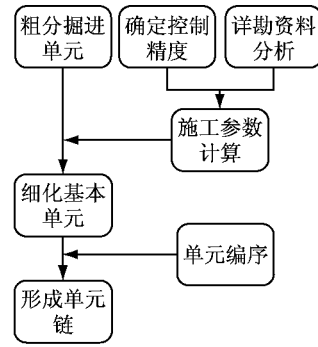 粗分掘进
单元
确定控制
精度
详勘资料
分析
施工参数
计算
细化基本
单元
单元编序
形成单元
链